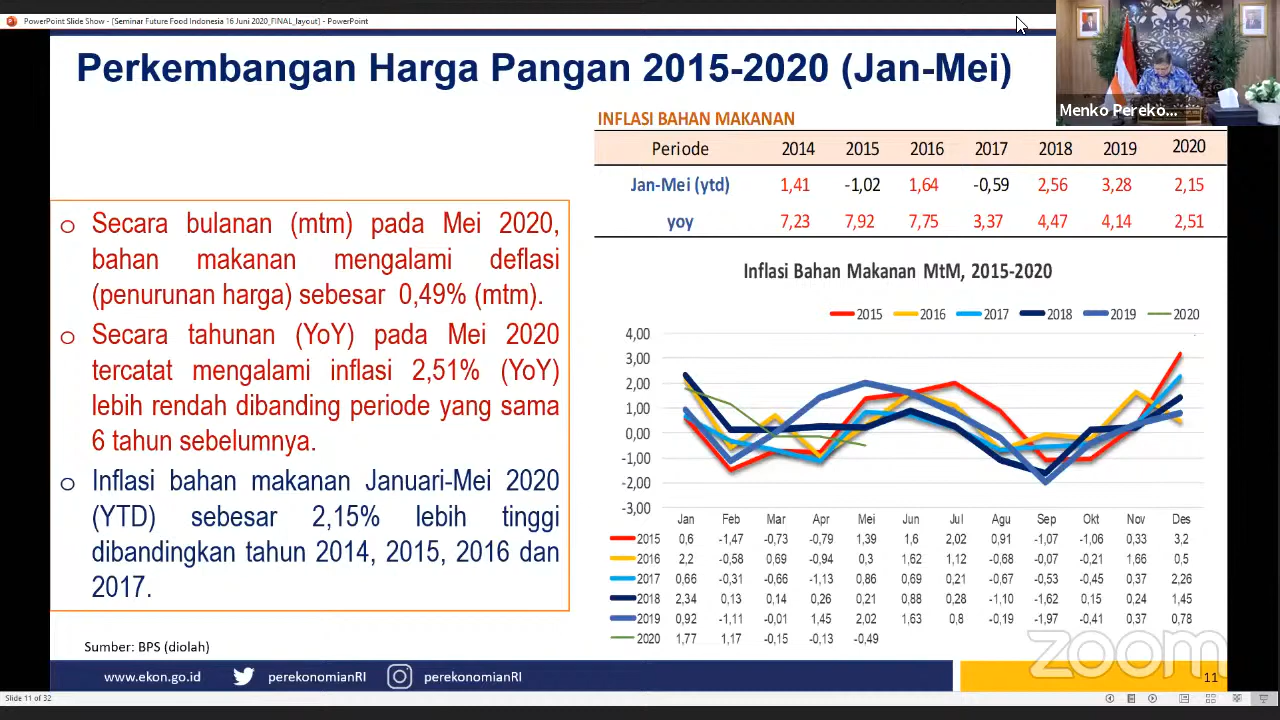 PowerPoint Slide Show - [Seminar Future Food Indonesia 16 Juni 2020_FINAL_layout] - PowerPoint
Perkembangan Harga Pangan 2015-2020 (Jan-Mei)
Menko Pereko...
INFLASI BAHAN MAKANAN
Periode 2014 2015 2016 2017 2018 2019 2020
Jan-Mei (ytd) 1,41 -1,02 1,64 -0,59 2,56 3,28 2,15
yoy 7,23 7,92 7,75 3,37 4,47 4,14 2,51
o Secara bulanan (mtm) pada Mei 2020,
bahan makanan mengalami deflasi
(penurunan harga) sebesar 0,49% (mtm).
o Secara tahunan (YoY) pada Mei 2020
tercatat mengalami inflasi 2,51% (YoY)
lebih rendah dibanding periode yang sama
6 tahun sebelumnya.
o Inflasi bahan makanan Januari-Mei 2020
(YTD) sebesar 2,15% lebih tinggi
dibandingkan tahun 2014, 2015, 2016 dan
2017.
Inflasi Bahan Makanan MtM, 2015-2020
2015 2016 2017 2018 2019 2020
4,00
3,00
2,00
1,00
0,00
-1,00
-2,00
-3,00
Jan Feb Mar Apr Mei Jun Jul Agu Sep Okt Nov Des
2015 0,6 -1,47 -0,73 -0,79 1,39 1,6 2,02 0,91 -1,07 -1,06 0,33 3,2
2016 2,2 -0,58 0,69 -0,94 0,3 1,62 1,12 -0,68 -0,07 -0,21 1,66 0,5
2017 0,66 -0,31 -0,66 -1,13 0,86 0,69 0,21 -0,67 -0,53 -0,45 0,37 2,26
2018 2,34 0,13 0,14 0,26 0,21 0,88 0,28 -1,10 -1,62 0,15 0,24 1,45
2019 0,92 -1,11 -0,01 1,45 2,02 1,63 0,8 -0,19 -1,97 -0,41 0,37 0,78
2020 1,77 1,17 -0,15 -0,13 -0,49
Sumber: BPS (diolah)
www.ekon.go.id perekonomianRI perekonomianRI
zoom
11
Slide 11 of 32